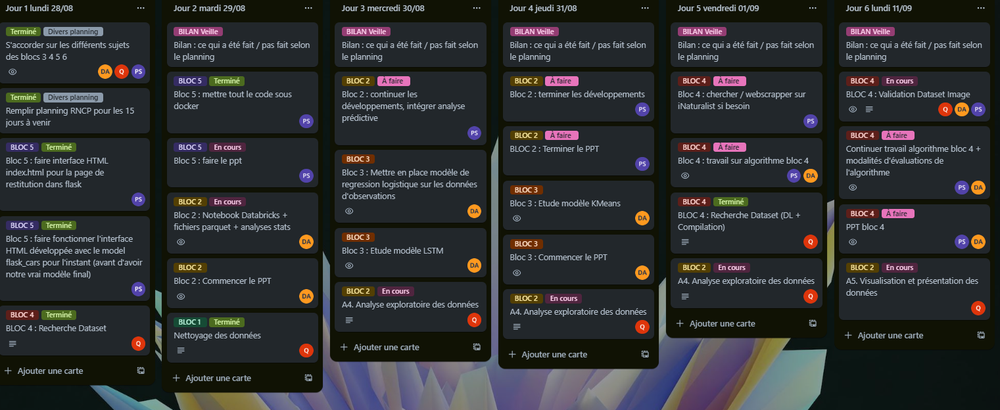 Jour 1 lundi 28/08
Terminé Divers planning
S'accorder sur les différents sujets
des blocs 3 4 5 6
DA Q PS
Terminé Divers planning
Remplir planning RNCP pour les 15
jours à venir
BLOC 5 Terminé
Bloc 5 : faire interface HTML
index.html pour la page de
restitution dans flask
PS
BLOC 5 Terminé
Bloc 5 : faire fonctionner l'interface
HTML développée avec le model
flask_cars pour l'instant (avant d'avoir
notre vrai modèle final)
PS
BLOC 4 Terminé
BLOC 4 : Recherche Dataset
Q
+ Ajouter une carte
Jour 2 mardi 29/08
BILAN Veille
Bilan : ce qui a été fait / pas fait selon
le planning
BLOC 5 Terminé
Bloc 5 : mettre tout le code sous
docker
PS
BLOC 5 En cours
Bloc 5 : faire le ppt
PS
BLOC 2 En cours
Bloc 2 : Notebook Databricks +
fichiers parquet + analyses stats
DA
BLOC 2
Bloc 2 : Commencer le PPT
DA
BLOC 1 Terminé
Nettoyage des données
Q
+ Ajouter une carte
Jour 3 mercredi 30/08
BILAN Veille
Bilan : ce qui a été fait / pas fait selon
le planning
BLOC 2 À faire
Bloc 2 : continuer les
développements, intégrer analyse
prédictive
PS
BLOC 3
Bloc 3 : Mettre en place modèle de
regression logistique sur les données
d'observations
DA
BLOC 3
Bloc 3 : Etude modèle LSTM
DA
BLOC 2 En cours
A4. Analyse exploratoire des données
Q
+ Ajouter une carte
Jour 4 jeudi 31/08
BILAN Veille
Bilan : ce qui a été fait / pas fait selon
le planning
BLOC 2 À faire
Bloc 2 : terminer les développements
PS
BLOC 2 À faire
BLOC 2 : Terminer le PPT
PS
BLOC 3
Bloc 3 : Etude modèle KMeans
DA
BLOC 3
Bloc 3 : Commencer le PPT
DA
BLOC 2 En cours
A4. Analyse exploratoire des données
Q
+ Ajouter une carte
Jour 5 vendredi 01/09
BILAN Veille
Bilan : ce qui a été fait / pas fait selon
le planning
BLOC 4 À faire
Bloc 4 : chercher / webscrapper sur
iNaturalist si besoin
PS
BLOC 4 À faire
Bloc 4 : travail sur algorithme bloc 4
PS DA
BLOC 4 Terminé
BLOC 4 : Recherche Dataset (DL +
Compilation)
Q
BLOC 2 En cours
A4. Analyse exploratoire des données
Q
+ Ajouter une carte
Jour 6 lundi 11/09
BILAN Veille
Bilan : ce qui a été fait / pas fait selon
le planning
BLOC 4 En cours
BLOC 4 : Validation Dataset Image
Q DA PS
BLOC 4 À faire
Continuer travail algorithme bloc 4 +
modalités d'évaluations de
l'algorithme
PS DA
BLOC 4 À faire
PPT bloc 4
PS DA
BLOC 2 En cours
A5. Visualisation et présentation des
données
Q
+ Ajouter une carte